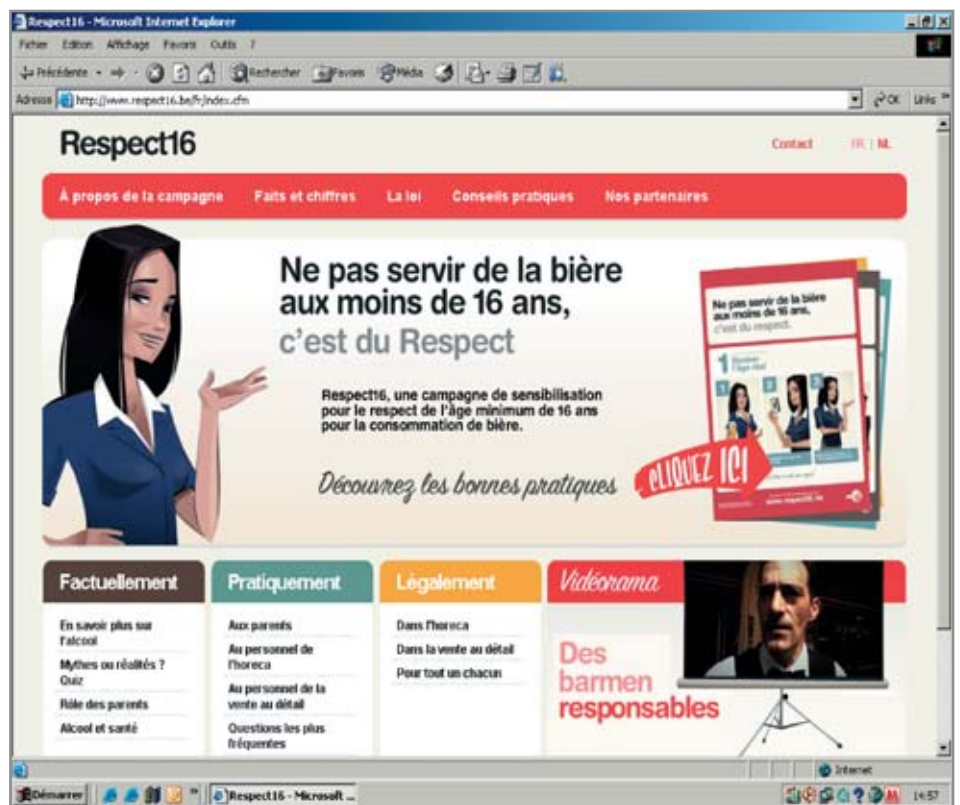 Respect16 - Microsoft Internet Explorer
Fichier Edition Affichage Favoris Outils ?
Précédente Rechercher Favoris Média
Adresse http://www.respect16.be/fr/index.cfm OK Links »
Respect16
Contact FR | NL
À propos de la campagne Faits et chiffres La loi Conseils pratiques Nos partenaires
Ne pas servir de la bière
aux moins de 16 ans,
c'est du Respect
Respect16, une campagne de sensibilisation
pour le respect de l'âge minimum de 16 ans
pour la consommation de bière.
Découvrez les bonnes pratiques
CLIQUEZ ICI
Ne pas servir de la bière
aux moins de 16 ans,
c'est du respect.
1
1 2 3
www.respect16.be
Factuellement
En savoir plus sur
l'alcool
Mythes ou réalités ?
Quiz
Rôle des parents
Alcool et santé
Pratiquement
Aux parents
Au personnel de
l'horeca
Au personnel de la
vente au détail
Questions les plus
fréquentes
Légalement
Dans l'horeca
Dans la vente au détail
Pour tout un chacun
Vidéorama
Des
barmen
responsables
Internet
Démarrer » Respect16 - Microsoft ... 14:57